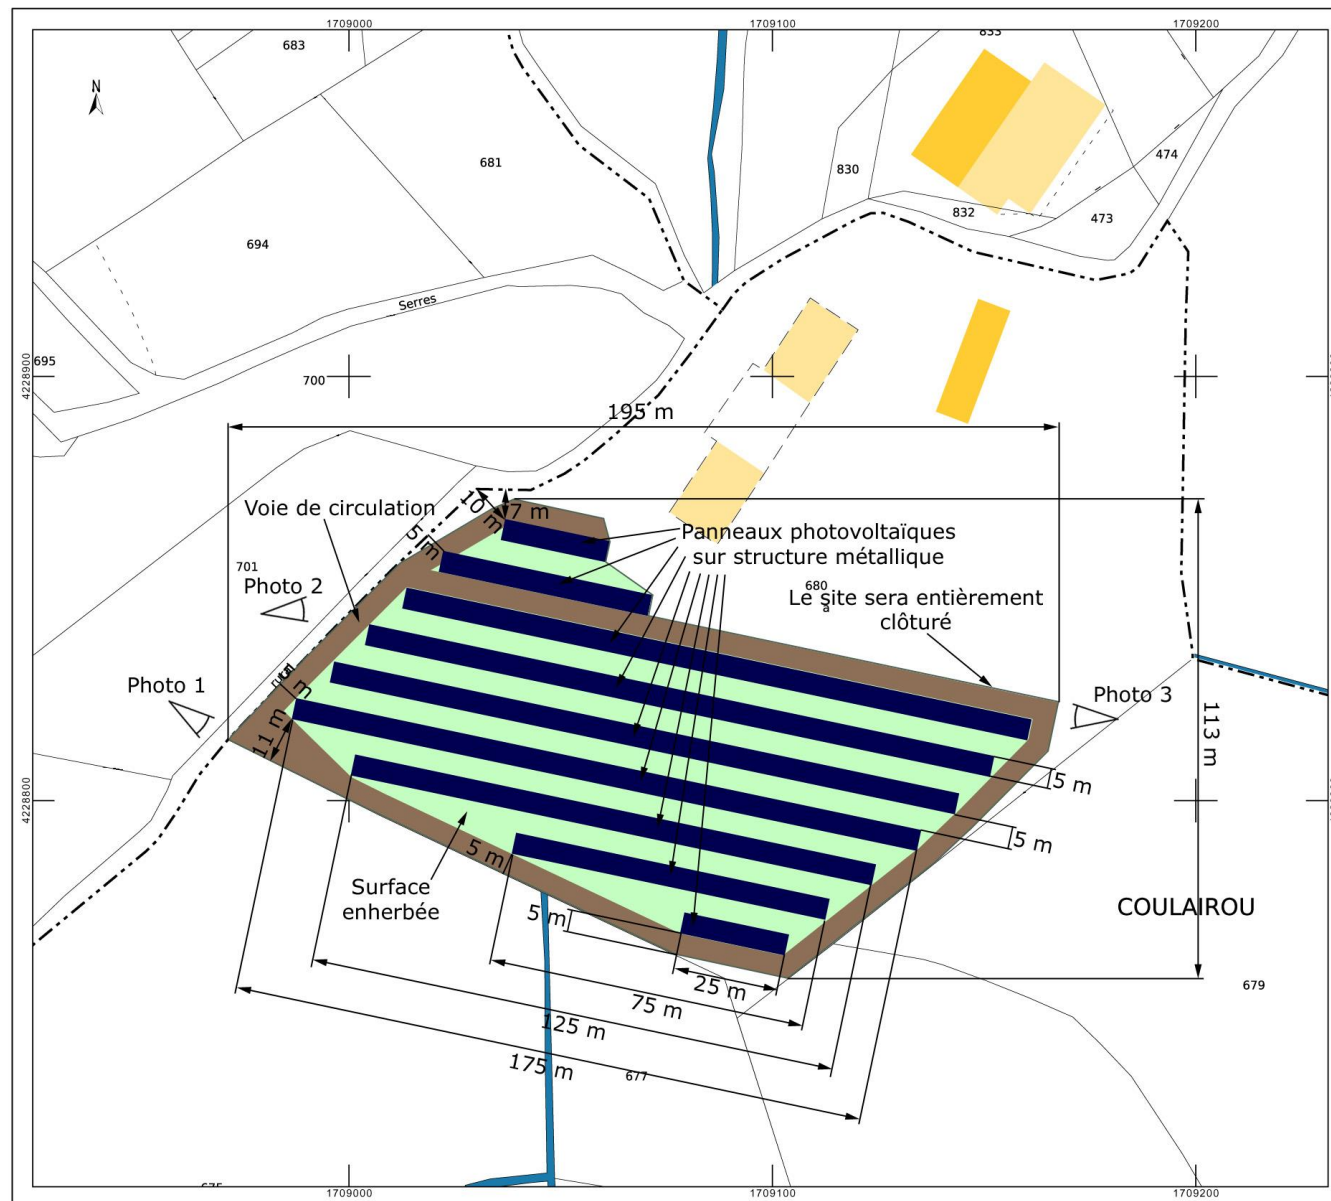 1709000
1709100
1709200
683
833
N
681
830
474
832
473
694
Serres
4228900
695
700
195 m
Voie de circulation
10 m
7 m
5 m
Panneaux photovoltaïques
sur structure métallique
701
Photo 2
680
Le site sera entièrement
clôturé
Photo 1
Photo 3
11 m
113 m
5 m
4228800
5 m
5 m
Surface
enherbée
5 m
COULAIROU
25 m
679
75 m
125 m
175 m
677
675
1709000
1709100
1709200